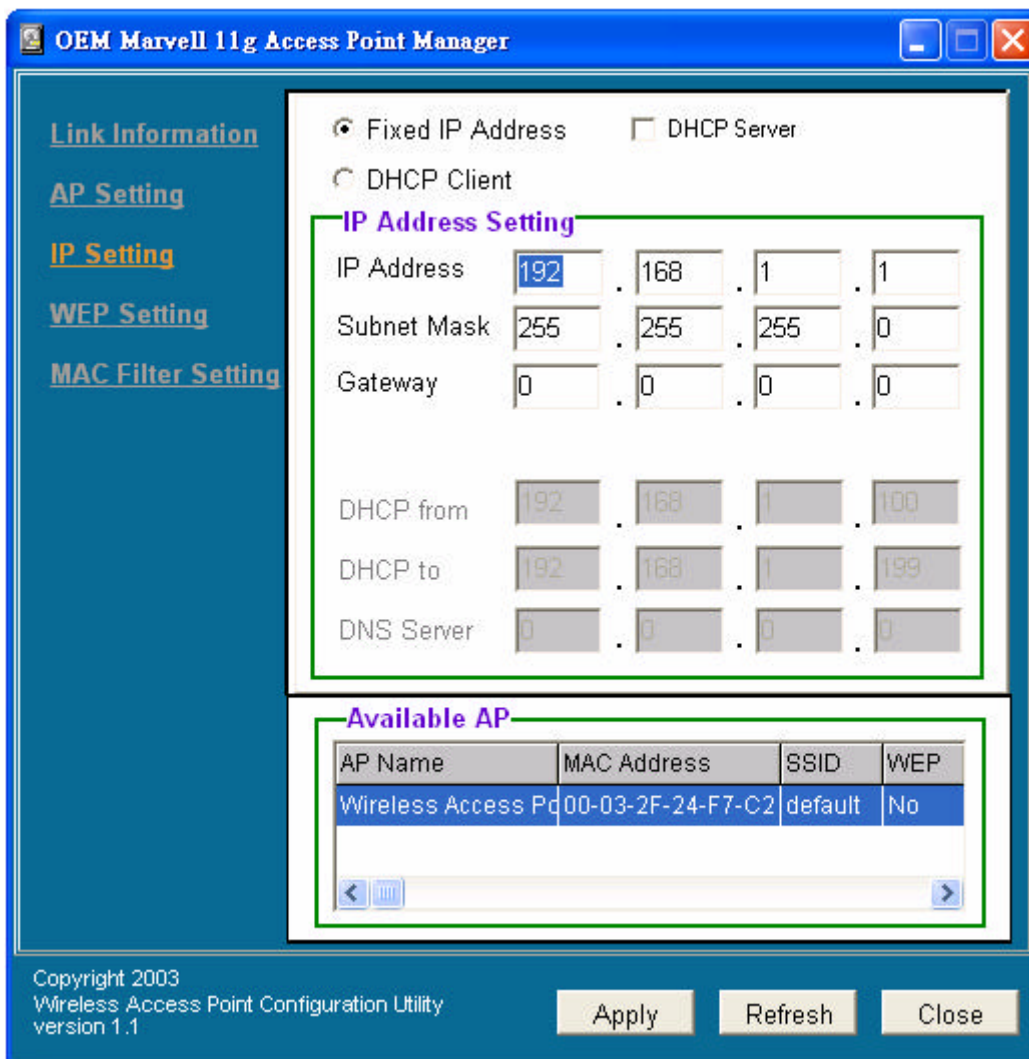 OEM Marvell 11g Access Point Manager
Link Information
AP Setting
IP Setting
WEP Setting
MAC Filter Setting
Fixed IP Address DHCP Server
DHCP Client
IP Address Setting
IP Address 192 . 168 . 1 . 1
Subnet Mask 255 . 255 . 255 . 0
Gateway 0 . 0 . 0 . 0
DHCP from 192 . 168 . 1 . 100
DHCP to 192 . 168 . 1 . 199
DNS Server 0 . 0 . 0 . 0
Available AP
AP Name MAC Address SSID WEP
Wireless Access Po 00-03-2F-24-F7-C2 default No
Copyright 2003
Wireless Access Point Configuration Utility
version 1.1
Apply Refresh Close